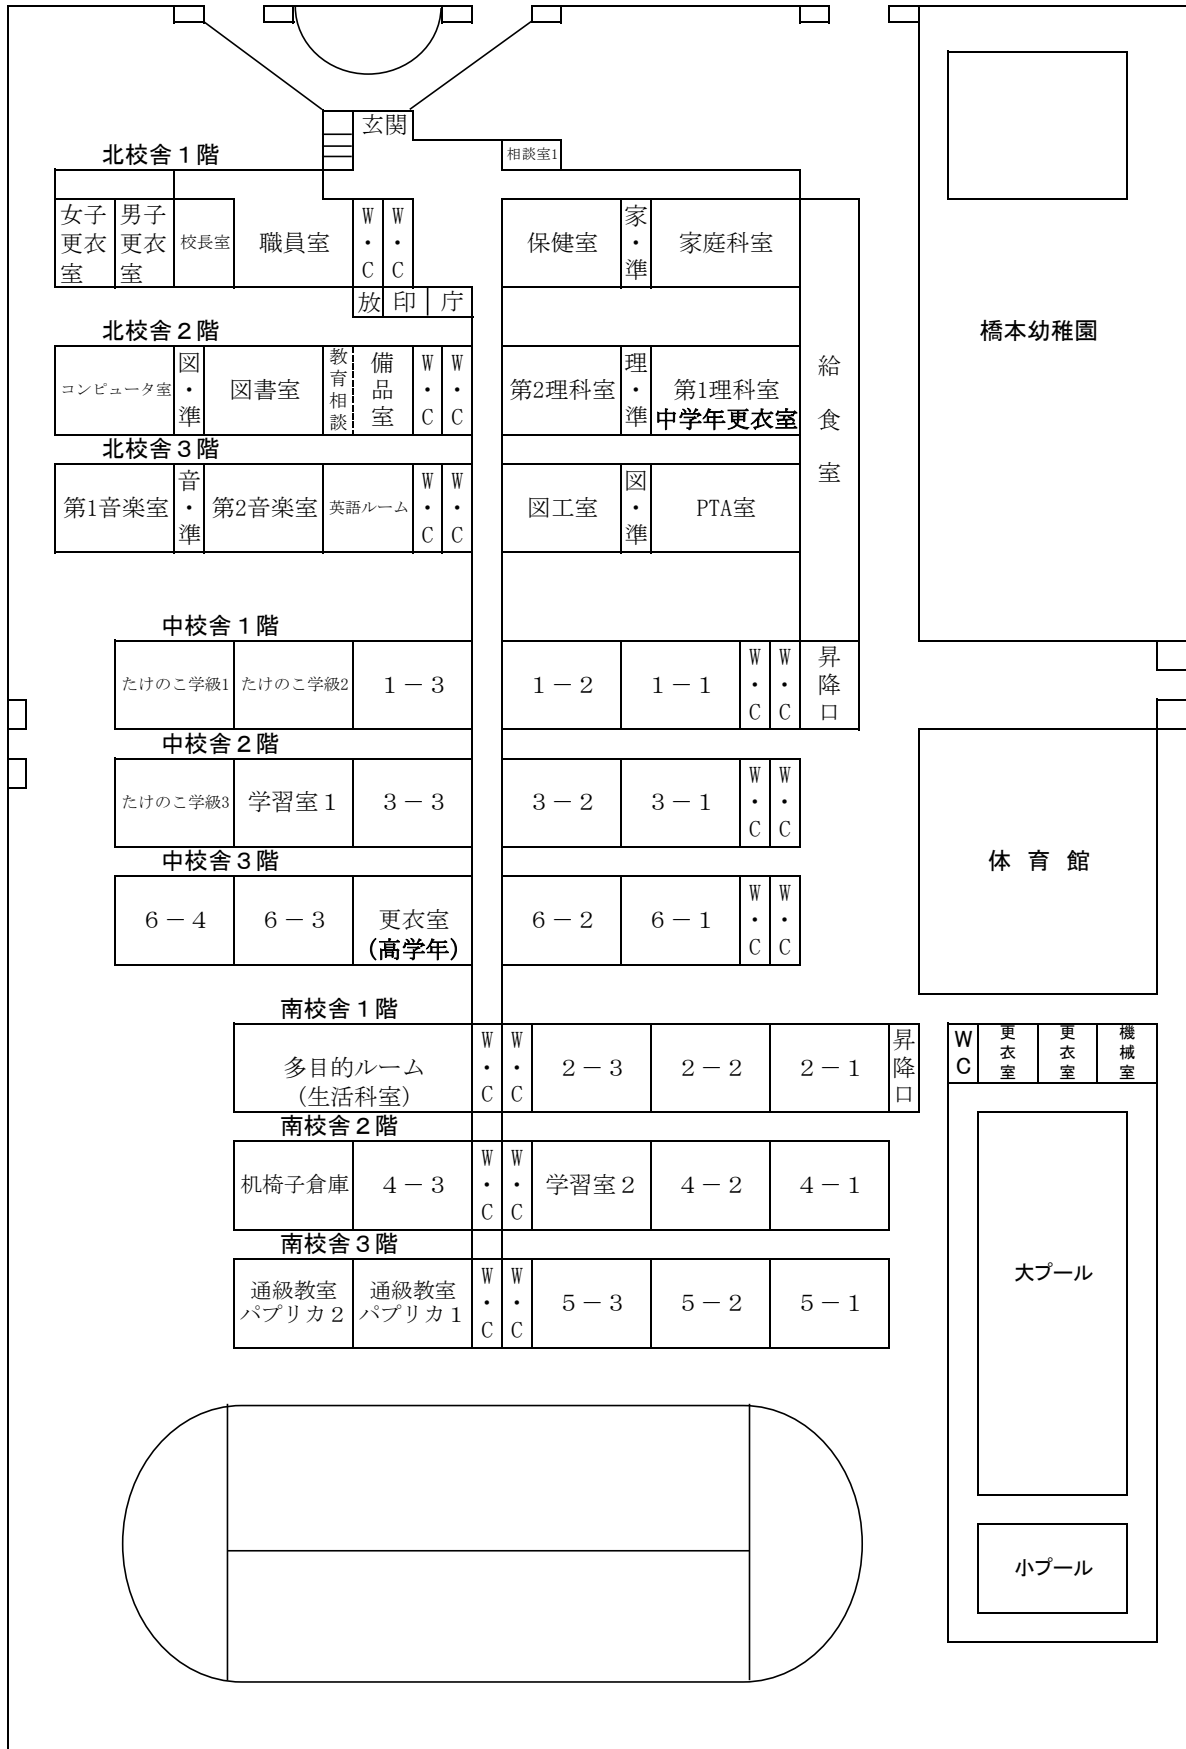 玄関
相談室1
北校舎１階
女子更衣室
男子更衣室
校長室
職員室
W・C
W・C
保健室
家・準
家庭科室
放
印
庁
北校舎２階
コンピュータ室
図・準
図書室
教育相談
備品室
W・C
W・C
第2理科室
理・準
第1理科室
中学年更衣室
給食室
橋本幼稚園
北校舎３階
第1音楽室
音・準
第2音楽室
英語ルーム
W・C
W・C
図工室
図・準
PTA室
中校舎１階
たけのこ学級1
たけのこ学級2
１－３
１－２
１－１
W・C
W・C
昇降口
中校舎２階
たけのこ学級3
学習室１
３－３
３－２
３－１
W・C
W・C
中校舎３階
６－４
６－３
更衣室
(高学年)
６－２
６－１
W・C
W・C
体育館
南校舎１階
多目的ルーム
（生活科室）
W・C
W・C
２－３
２－２
２－１
昇降口
WC
更衣室
更衣室
機械室
南校舎２階
机椅子倉庫
４－３
W・C
W・C
学習室２
４－２
４－１
南校舎３階
通級教室
パプリカ２
通級教室
パプリカ１
W・C
W・C
５－３
５－２
５－１
大プール
小プール